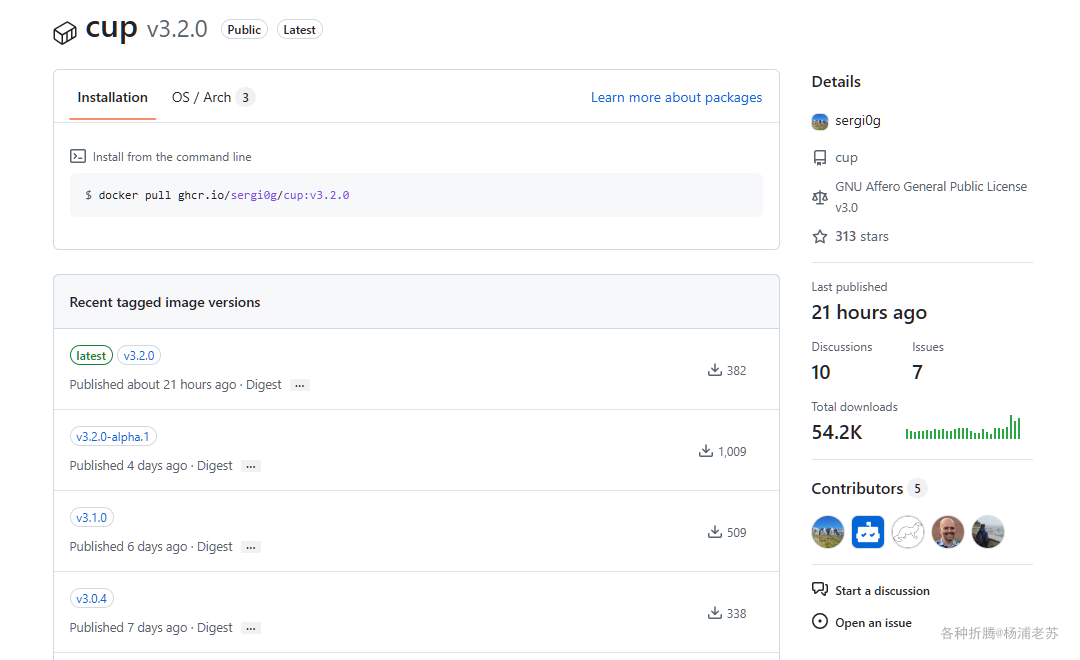 cup v3.2.0 Public Latest
Installation OS / Arch 3 Learn more about packages
Install from the command line
$ docker pull ghcr.io/sergi0g/cup:v3.2.0
Recent tagged image versions
latest v3.2.0
Published about 21 hours ago · Digest ...
382
v3.2.0-alpha.1
Published 4 days ago · Digest ...
1,009
v3.1.0
Published 6 days ago · Digest ...
509
v3.0.4
Published 7 days ago · Digest ...
338
Details
sergi0g
cup
GNU Affero General Public License
v3.0
313 stars
Last published
21 hours ago
Discussions Issues
10 7
Total downloads
54.2K
Contributors 5
Start a discussion
Open an issue
各种折腾@杨浦老苏